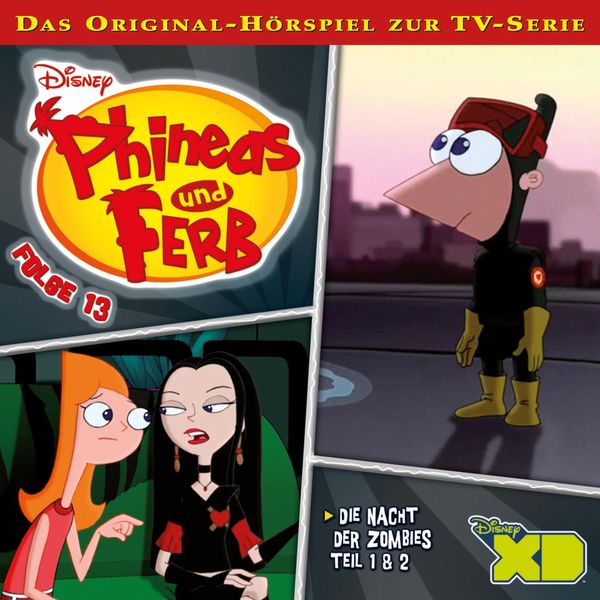 DAS ORIGINAL-HÖRSPIEL ZUR TV-SERIE
Disney
Phineas
und
FERB
FOLGE 13
DIE NACHT
DER ZOMBIES
TEIL 1 & 2
Disney
XD